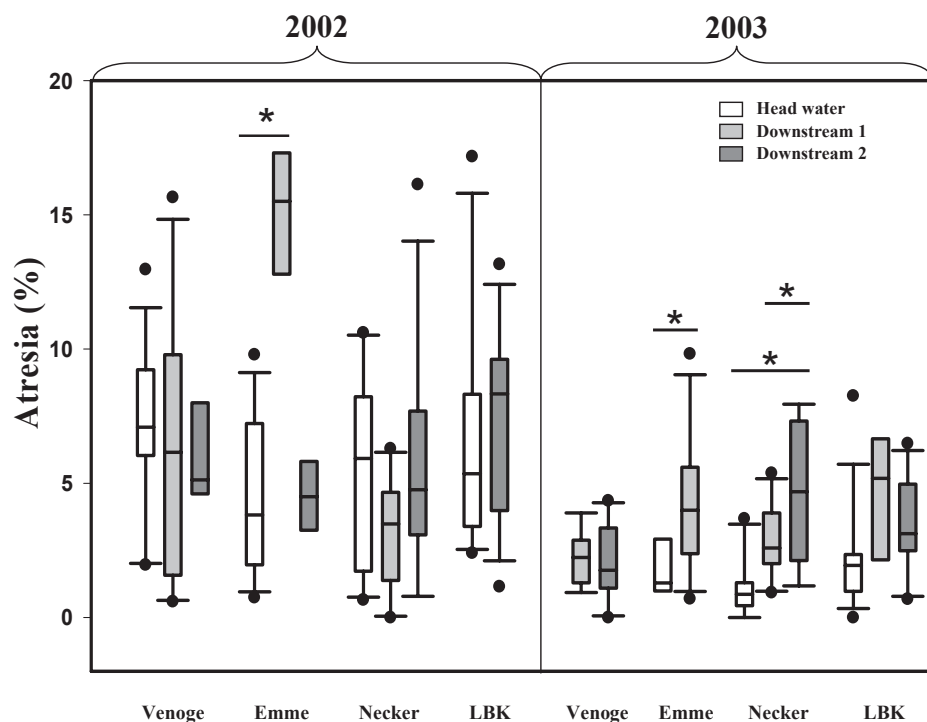 2002 2003
20
15
10
5
0
Atresia (%)
Head water
Downstream 1
Downstream 2
* * * *
Venoge Emme Necker LBK Venoge Emme Necker LBK